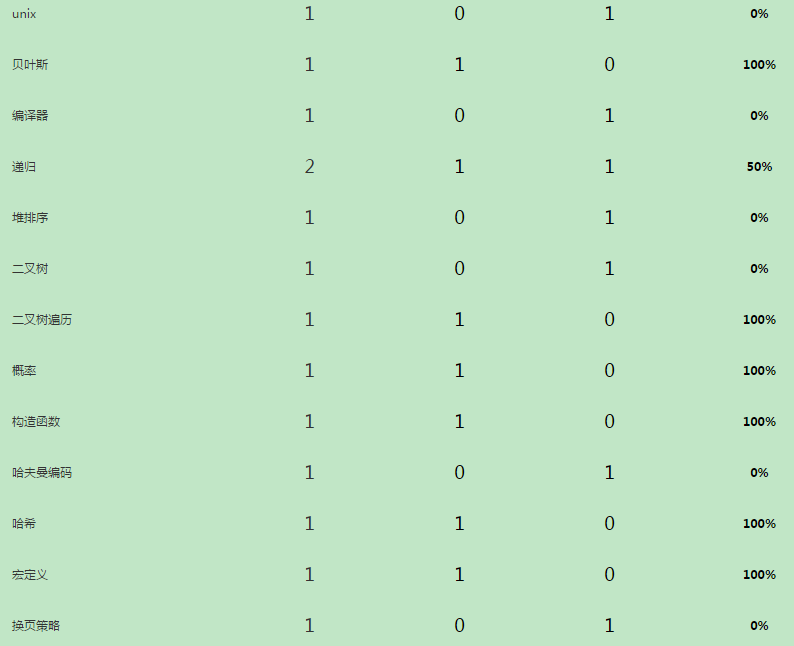 unix 1 0 1 0%
贝叶斯 1 1 0 100%
编译器 1 0 1 0%
递归 2 1 1 50%
堆排序 1 0 1 0%
二叉树 1 0 1 0%
二叉树遍历 1 1 0 100%
概率 1 1 0 100%
构造函数 1 1 0 100%
哈夫曼编码 1 0 1 0%
哈希 1 1 0 100%
宏定义 1 1 0 100%
换页策略 1 0 1 0%